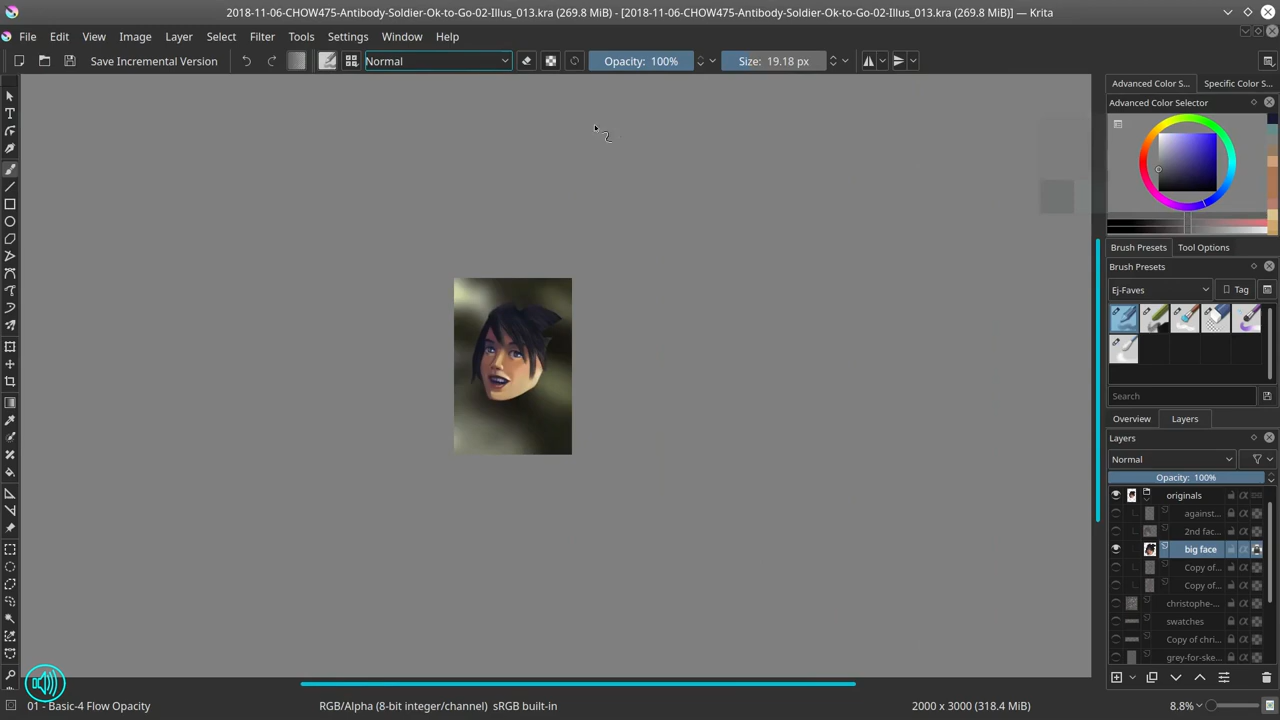 2018-11-06-CHOW475-Antibody-Soldier-Ok-to-Go-02-Illus_013.kra (269.8 MiB) - [2018-11-06-CHOW475-Antibody-Soldier-Ok-to-Go-02-Illus_013.kra (269.8 MiB)] — Krita
File Edit View Image Layer Select Filter Tools Settings Window Help
Save Incremental Version Normal Opacity: 100% Size: 19.18 px
Advanced Color S... Specific Color S...
Advanced Color Selector
Brush Presets Tool Options
Brush Presets
Ej-Faves Tag
Search
Overview Layers
Layers
Normal
Opacity: 100%
originals
against...
2nd fac...
big face
Copy of...
Copy of...
christophe-...
swatches
Copy of chri...
grey-for-ske...
01 - Basic-4 Flow Opacity RGB/Alpha (8-bit integer/channel) sRGB built-in 2000 x 3000 (318.4 MiB) 8.8%